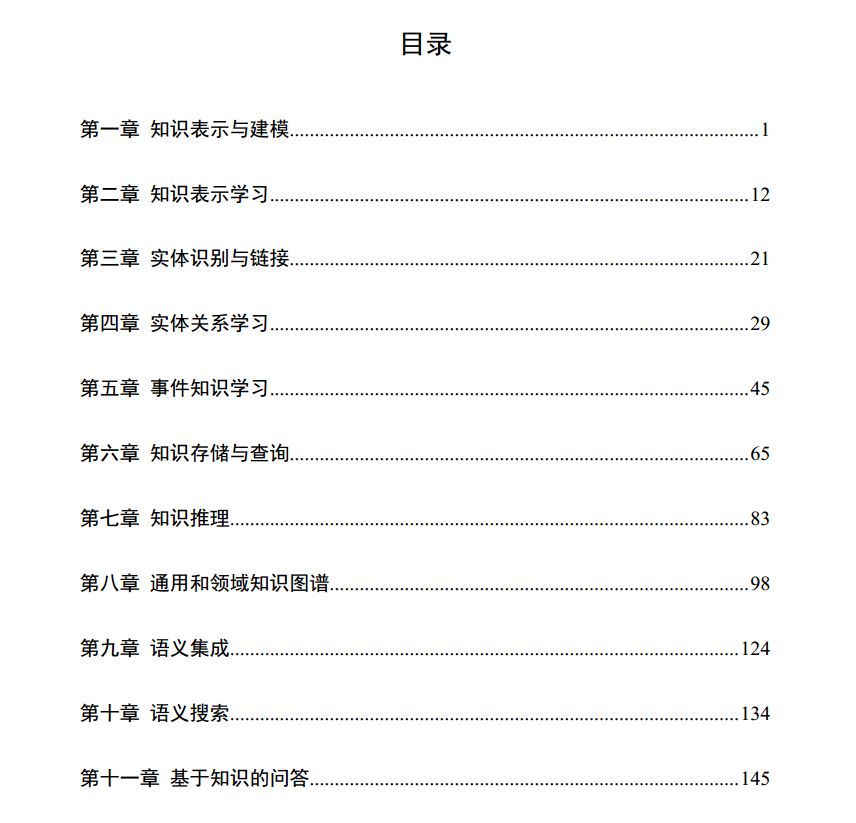 目录
第一章 知识表示与建模....................................................................................................1
第二章 知识表示学习....................................................................................................12
第三章 实体识别与链接................................................................................................21
第四章 实体关系学习....................................................................................................29
第五章 事件知识学习....................................................................................................45
第六章 知识存储与查询................................................................................................65
第七章 知识推理............................................................................................................83
第八章 通用和领域知识图谱........................................................................................98
第九章 语义集成..........................................................................................................124
第十章 语义搜索..........................................................................................................134
第十一章 基于知识的问答..........................................................................................145